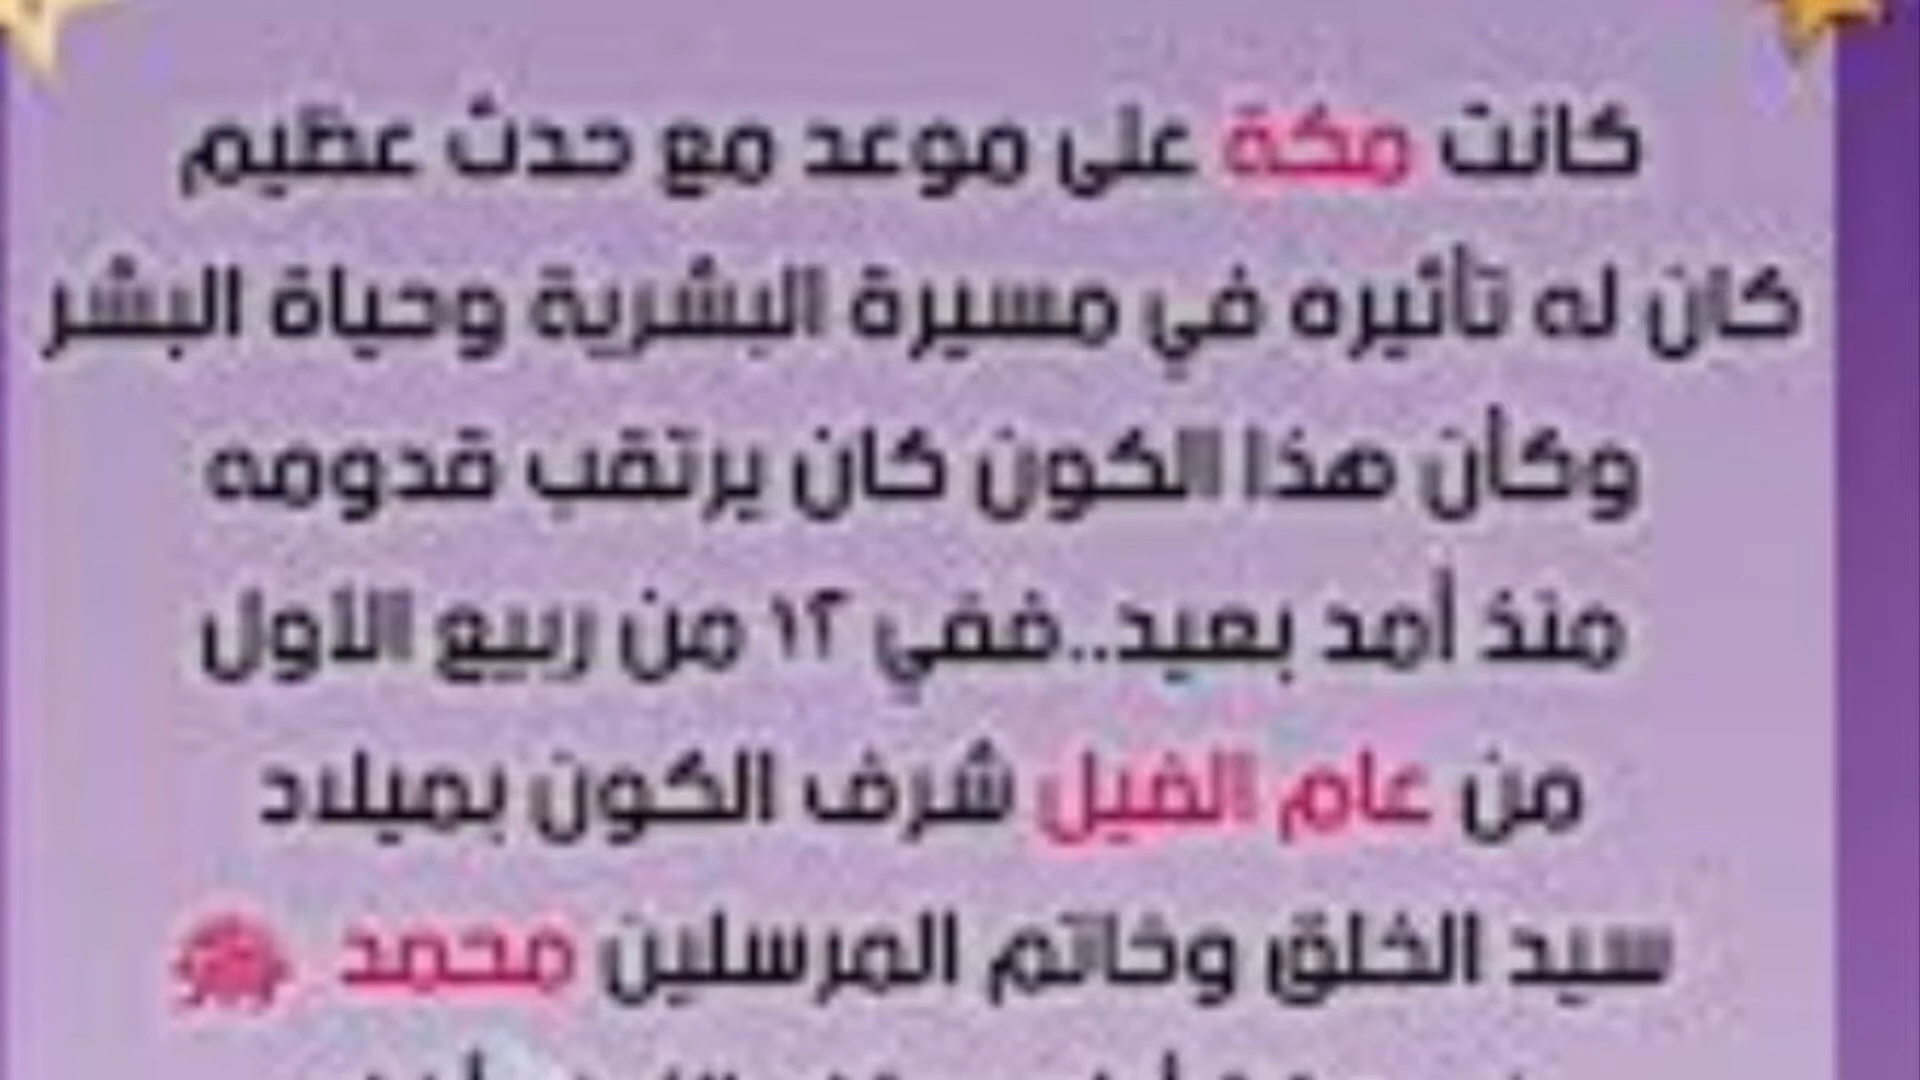 كانت مكة على موعد مع حدث عظيم
كان له تأثيره في مسيرة البشرية وحياة البشر
وكأن هذا الكون كان يرتقب قدومه
منذ أمد بعيد..ففي ١٢ من ربيع الأول
من عام الفيل شرف الكون بميلاد
سيد الخلق وخاتم المرسلين محمد ﷺ